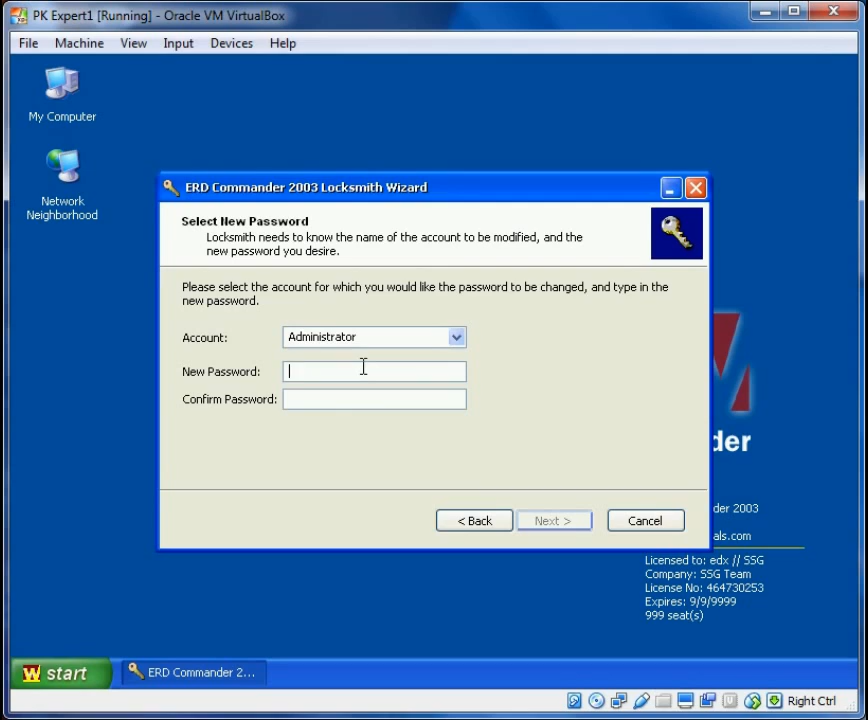 PK Expert1 [Running] - Oracle VM VirtualBox
File Machine View Input Devices Help
My Computer
Network
Neighborhood
ERD Commander 2003 Locksmith Wizard
Select New Password
Locksmith needs to know the name of the account to be modified, and the
new password you desire.
Please select the account for which you would like the password to be changed, and type in the
new password.
Account: Administrator
New Password:
Confirm Password:
< Back Next > Cancel
der
der 2003
als.com
Licensed to: edx // SSG
Company: SSG Team
License No: 464730253
Expires: 9/9/9999
999 seat(s)
start ERD Commander 2...
Right Ctrl